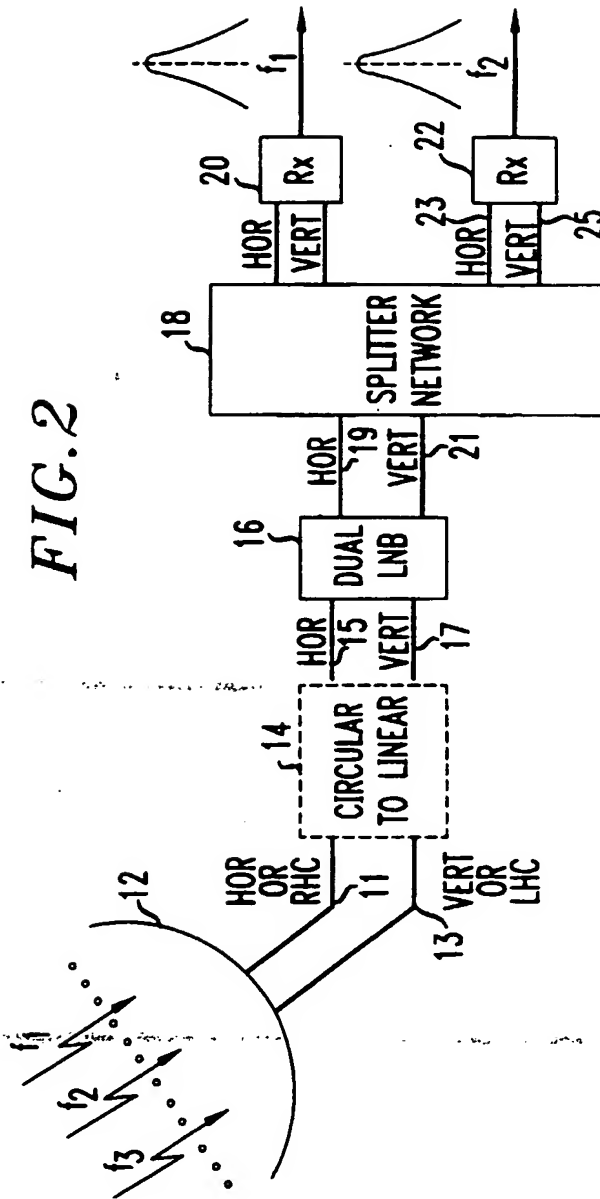 FIG.2
f1
f2
f3
12
HOR
OR
RHC
11
13
VERT
OR
LHC
14
CIRCULAR
TO LINEAR
HOR
15
VERT
17
16
DUAL
LNB
HOR
19
VERT
21
18
SPLITTER
NETWORK
HOR
VERT
20
Rx
f1
23
HOR
VERT
25
22
Rx
f2